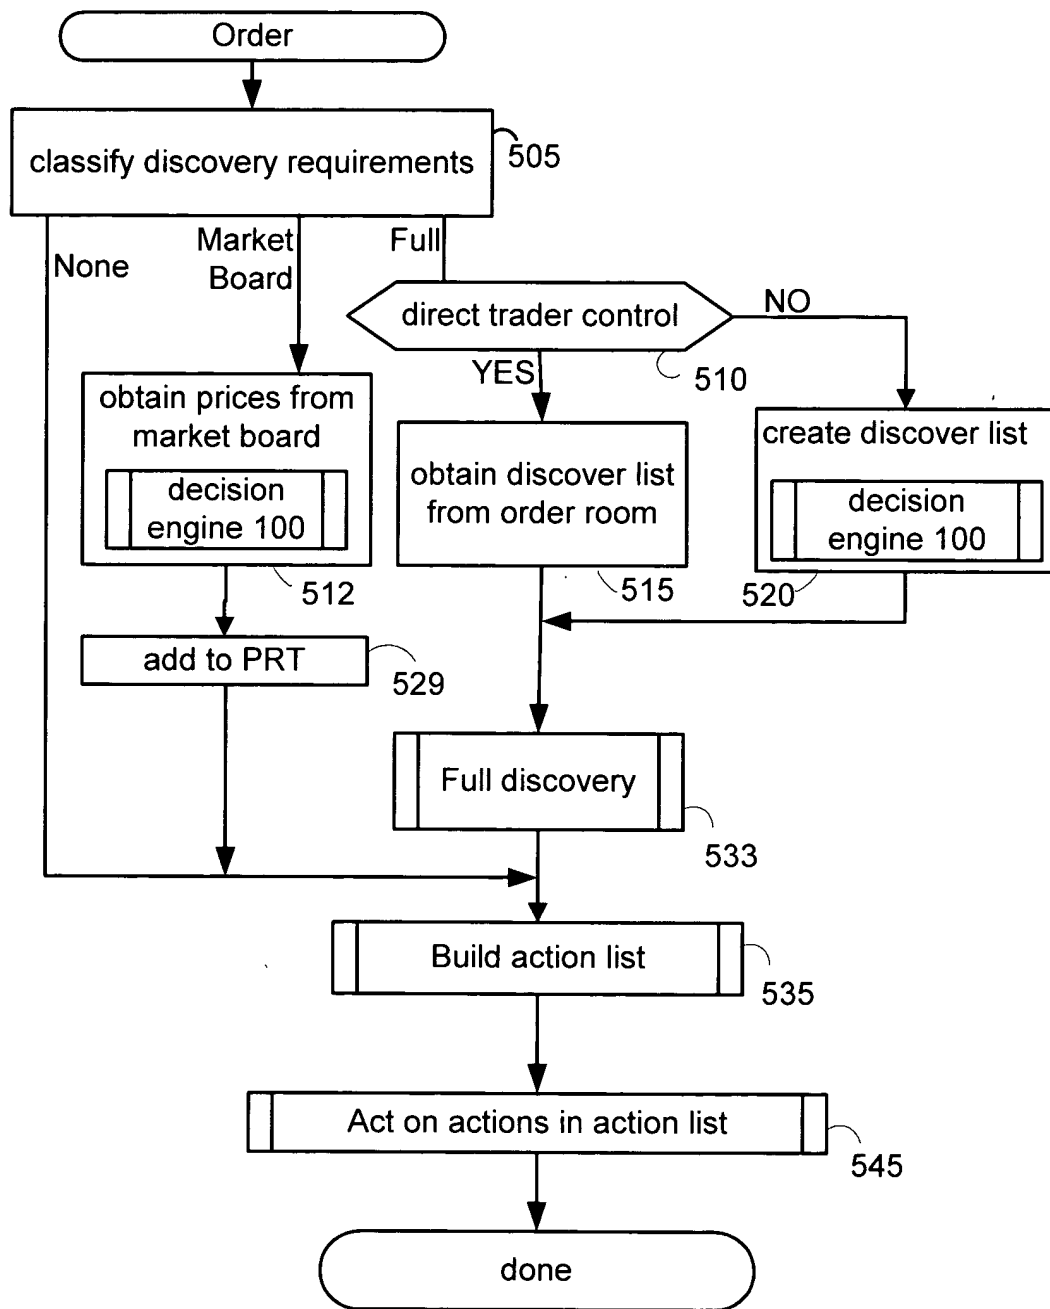 Order
classify discovery requirements
505
None
Market
Board
Full
direct trader control
NO
YES
510
obtain prices from
market board
decision
engine 100
512
obtain discover list
from order room
515
create discover list
decision
engine 100
520
add to PRT
529
Full discovery
533
Build action list
535
Act on actions in action list
545
done